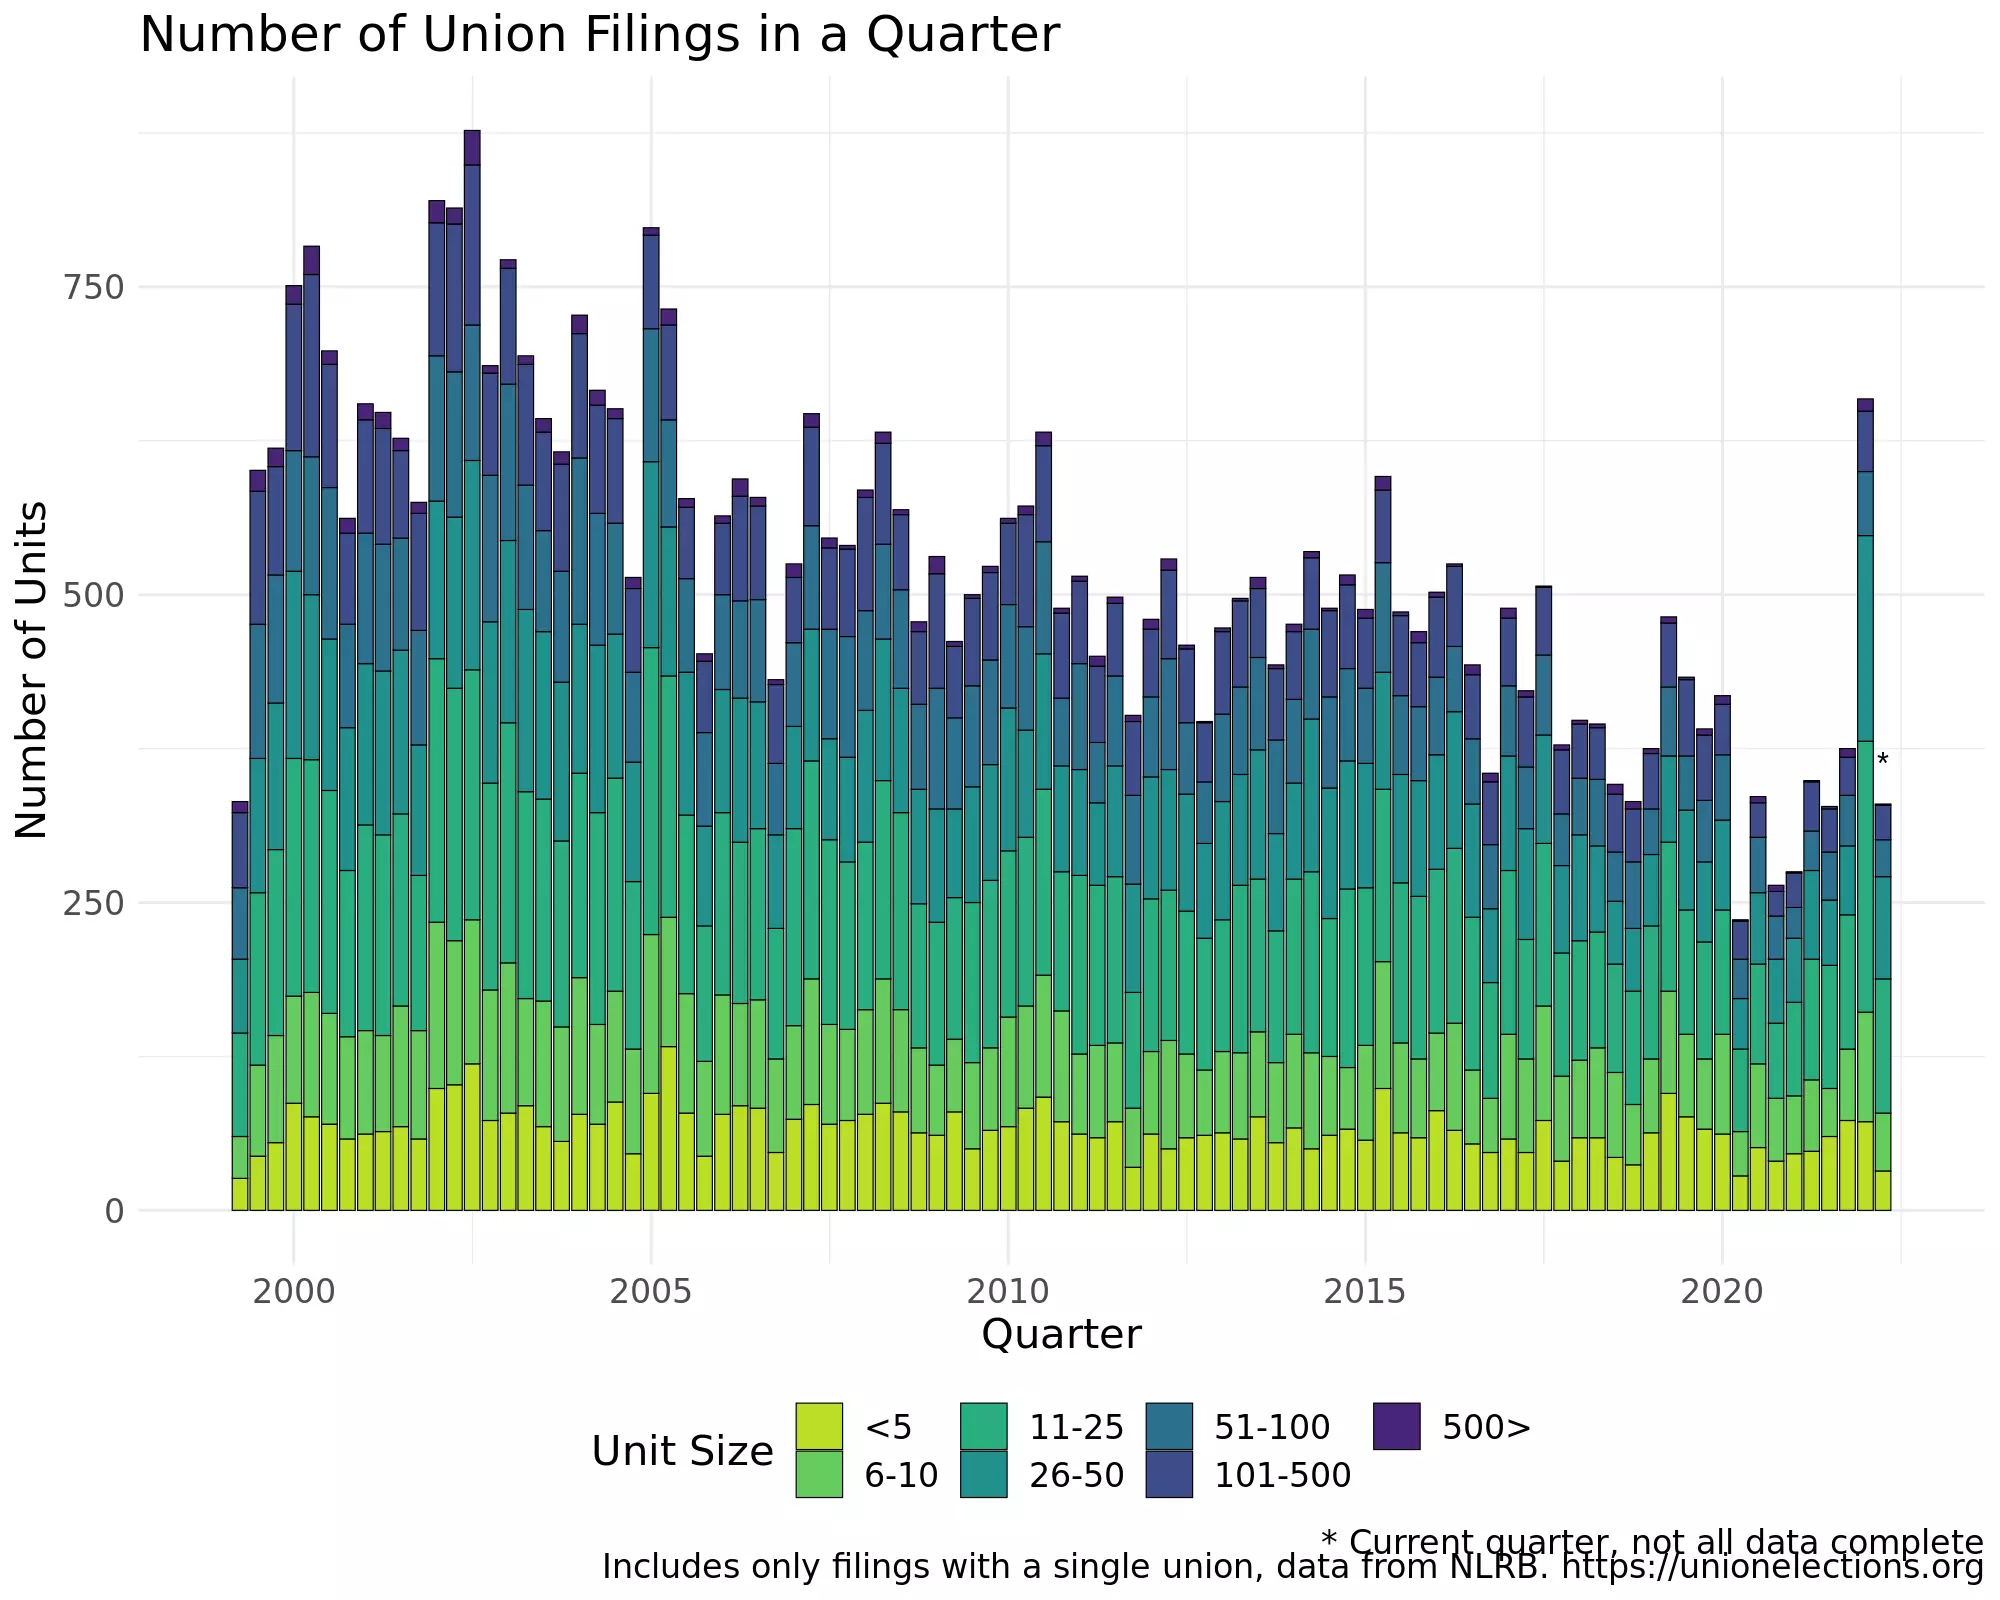 Number of Union Filings in a Quarter
Number of Units
750
500
250
0
*
2000 2005 2010 2015 2020
Quarter
Unit Size
<5 11-25 51-100 500>
6-10 26-50 101-500
* Current quarter, not all data complete
Includes only filings with a single union, data from NLRB. https://unionelections.org